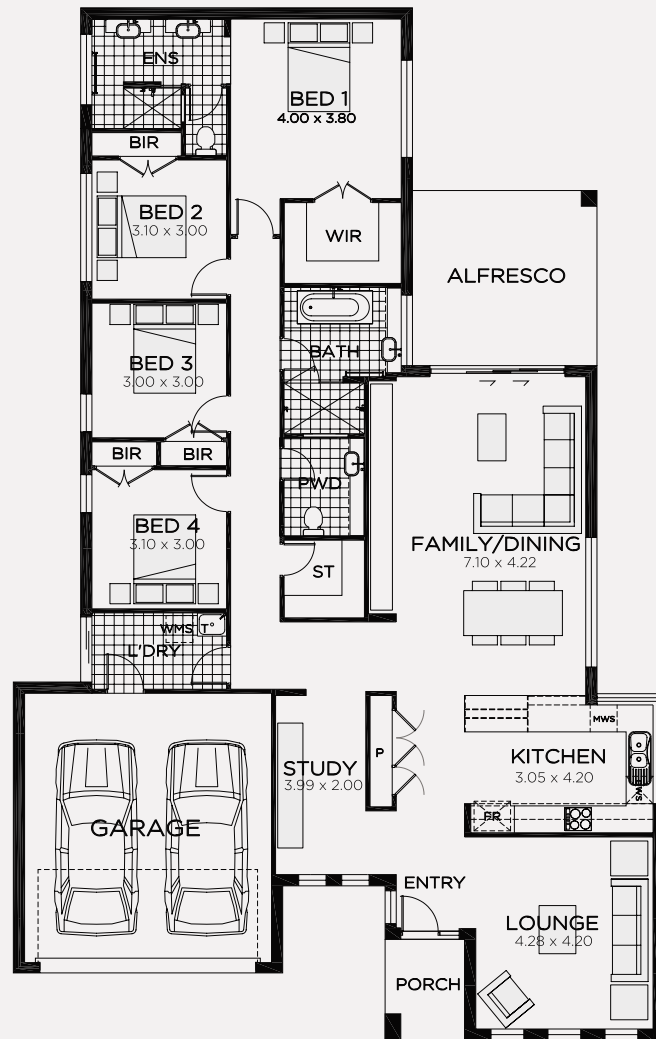 ENS
BED 1
4.00 x 3.80
BIR
BED 2
3.10 x 3.00
WIR
ALFRESCO
BATH
BED 3
3.00 x 3.00
BIR
BIR
PWD
BED 4
3.10 x 3.00
FAMILY/DINING
7.10 x 4.22
ST
WMS T
L'DRY
MWS
P
STUDY
3.99 x 2.00
KITCHEN
3.05 x 4.20
DWS
FR
GARAGE
ENTRY
LOUNGE
4.28 x 4.20
PORCH